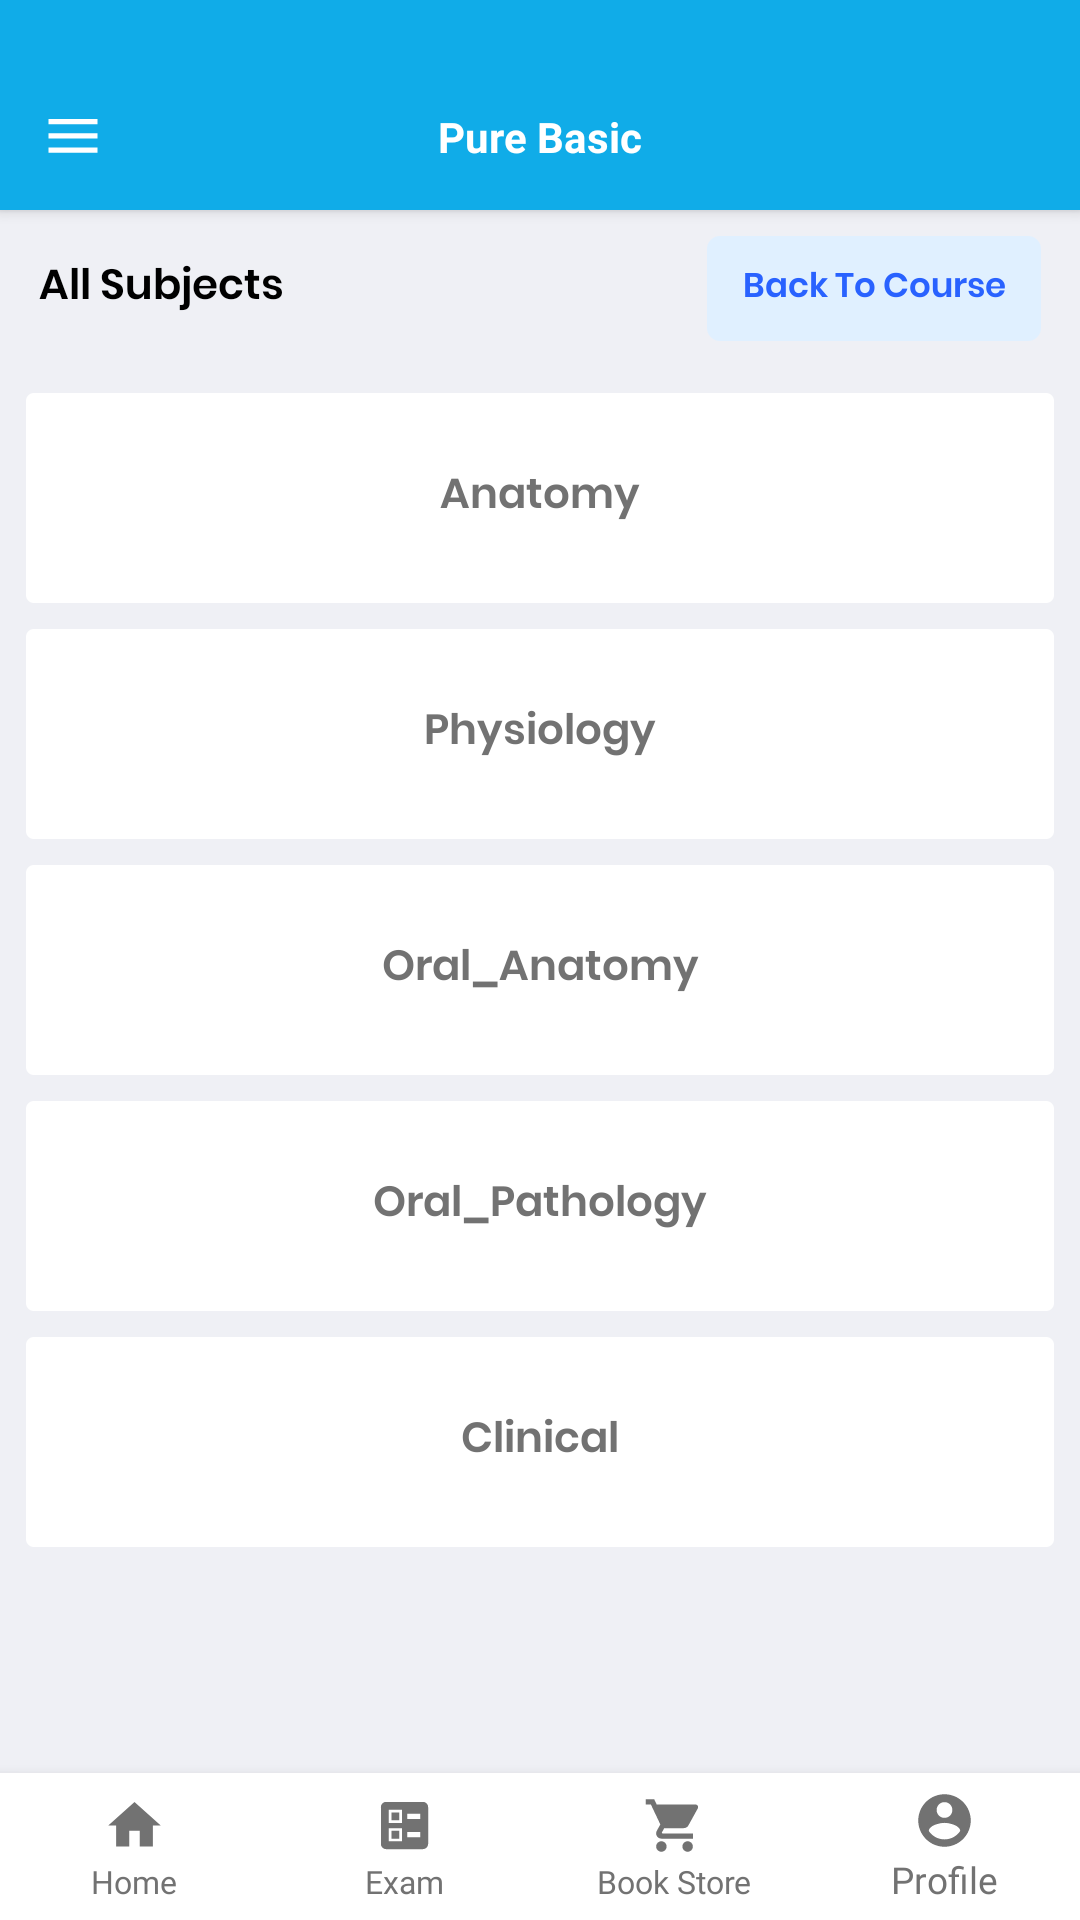 Pure Basic
All Subjects
Back To Course
Anatomy
Physiology
Oral_Anatomy
Oral_Pathology
Clinical
Home
Exam
Book Store
Profile